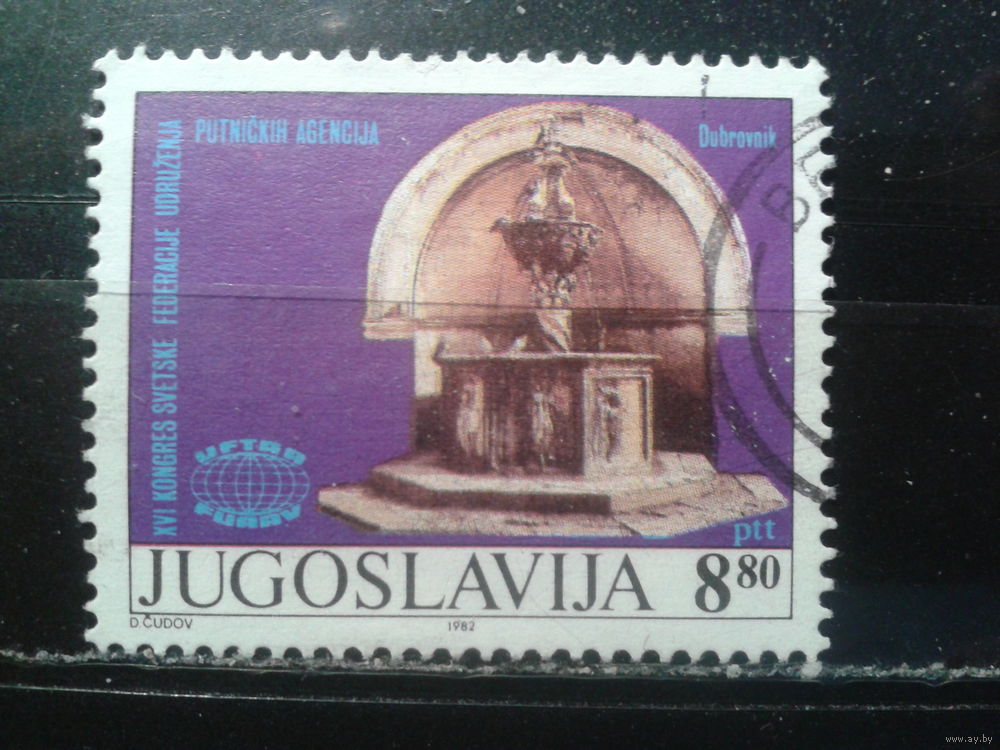 XVI KONGRES SVETSKE FEDERACIJE UDRUŽENJA
PUTNIČKIH AGENCIJA
Dubrovnik
UFTAA
FUAAV
ptt
JUGOSLAVIJA 8 80
D.ČUDOV
1982
www.ay.by